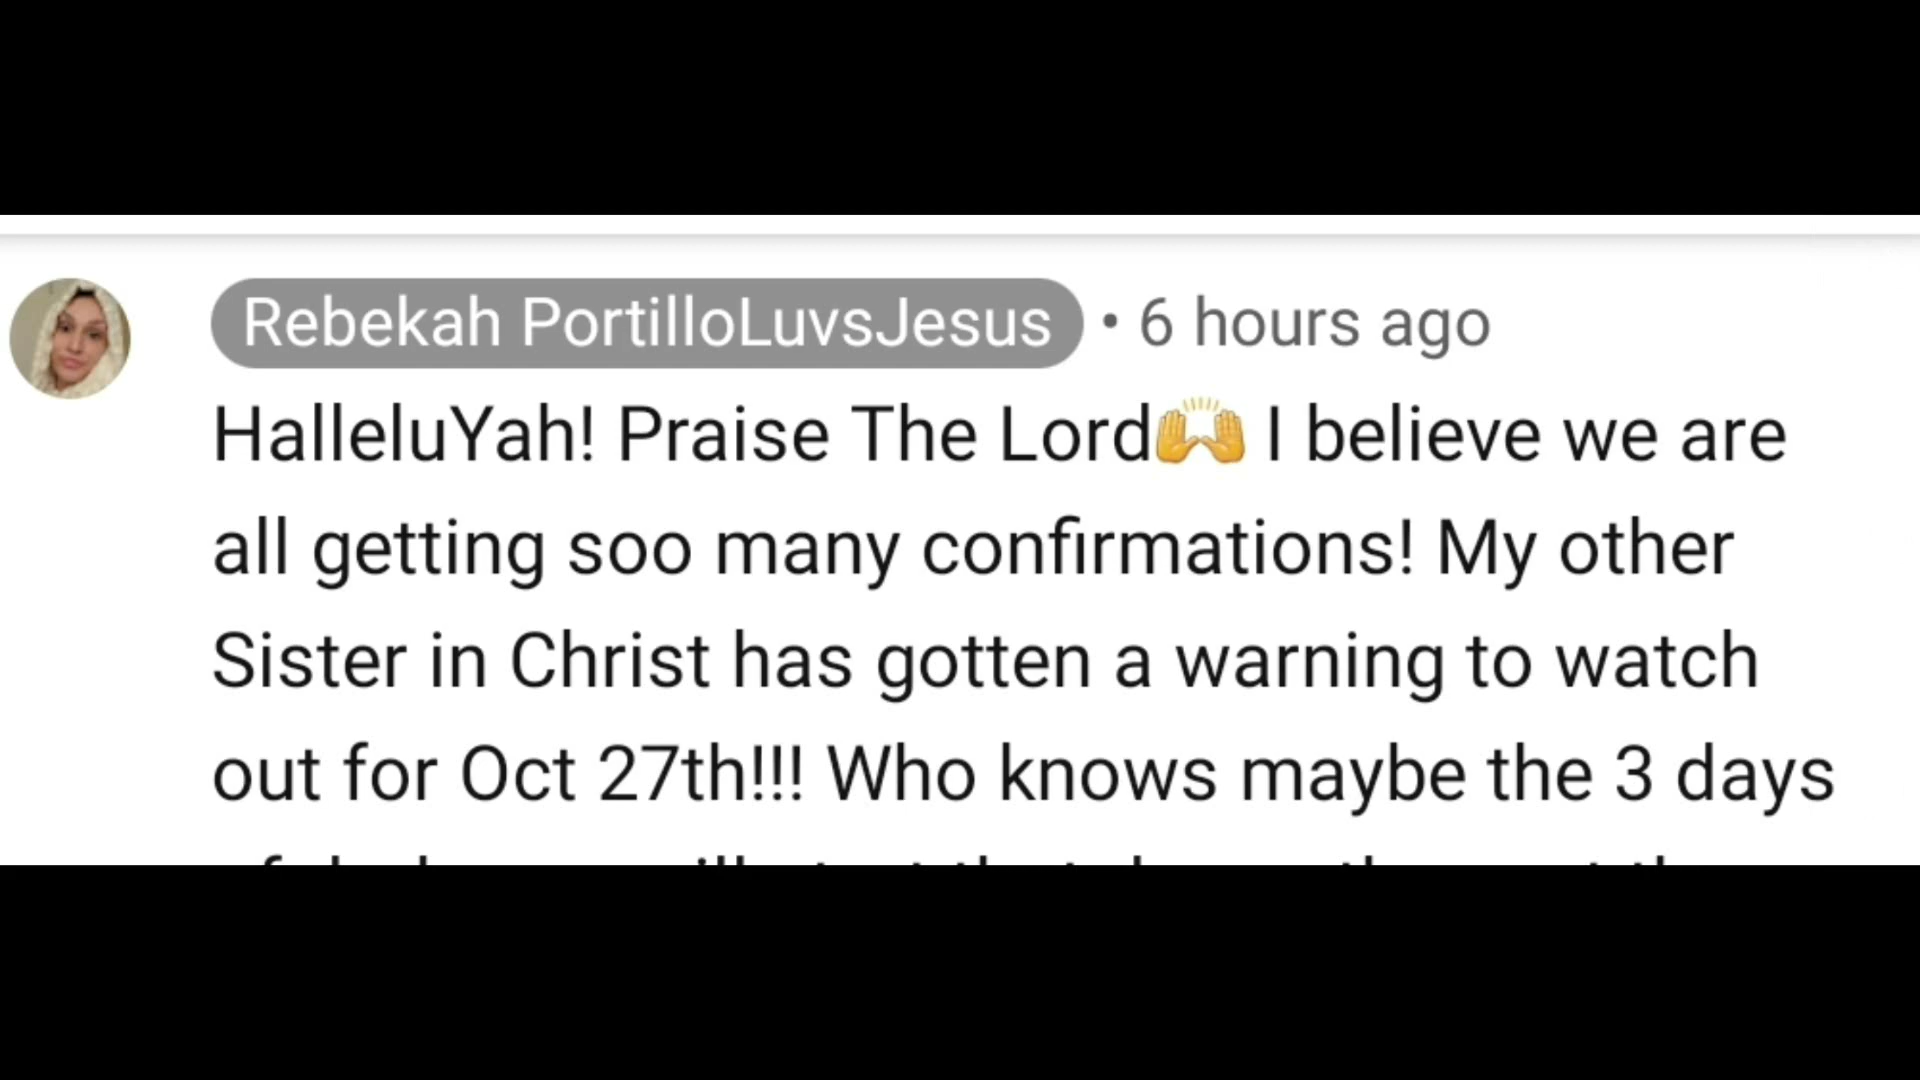 Rebekah PortilloLuvsJesus • 6 hours ago
HalleluYah! Praise The Lord🙌 I believe we are
all getting soo many confirmations! My other
Sister in Christ has gotten a warning to watch
out for Oct 27th!!! Who knows maybe the 3 days